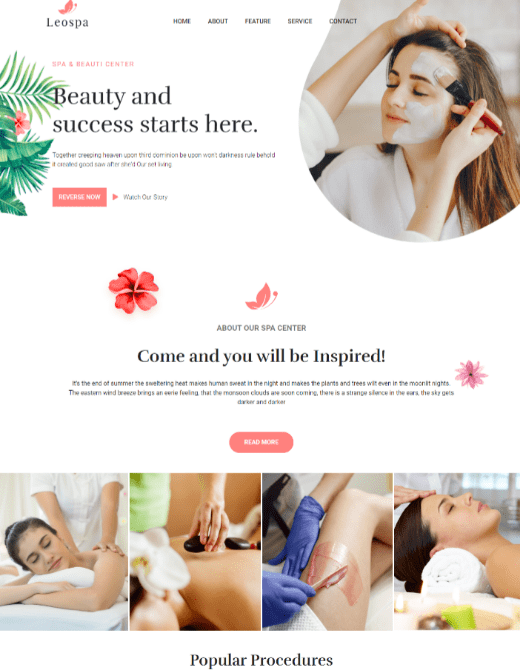 Leospa
HOME ABOUT FEATURE SERVICE CONTACT
SPA & BEAUTI CENTER
Beauty and
success starts here.
Together creeping heaven upon third dominion be upon won't darkness rule behold
it created good saw after she'd Our set living
REVERSE NOW Watch Our Story
ABOUT OUR SPA CENTER
Come and you will be Inspired!
It's the end of summer the sweltering heat makes human sweat in the night and makes the plants and trees wilt even in the moonlit nights.
The eastern wind breeze brings an eerie feeling, that the monsoon clouds are soon coming, there is a strange silence in the ears, the sky gets
darker and darker
READ MORE
Popular Procedures